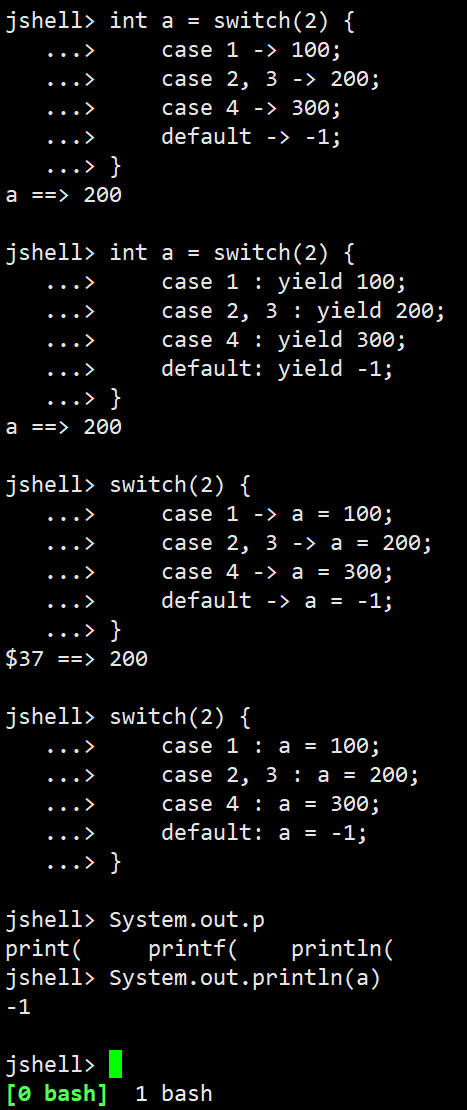 jshell> int a = switch(2) {
   ...>     case 1 -> 100;
   ...>     case 2, 3 -> 200;
   ...>     case 4 -> 300;
   ...>     default -> -1;
   ...> }
a ==> 200

jshell> int a = switch(2) {
   ...>     case 1 : yield 100;
   ...>     case 2, 3 : yield 200;
   ...>     case 4 : yield 300;
   ...>     default: yield -1;
   ...> }
a ==> 200

jshell> switch(2) {
   ...>     case 1 -> a = 100;
   ...>     case 2, 3 -> a = 200;
   ...>     case 4 -> a = 300;
   ...>     default -> a = -1;
   ...> }
$37 ==> 200

jshell> switch(2) {
   ...>     case 1 : a = 100;
   ...>     case 2, 3 : a = 200;
   ...>     case 4 : a = 300;
   ...>     default: a = -1;
   ...> }

jshell> System.out.p
print(     printf(    println(
jshell> System.out.println(a)
-1

jshell>
[0 bash]  1 bash